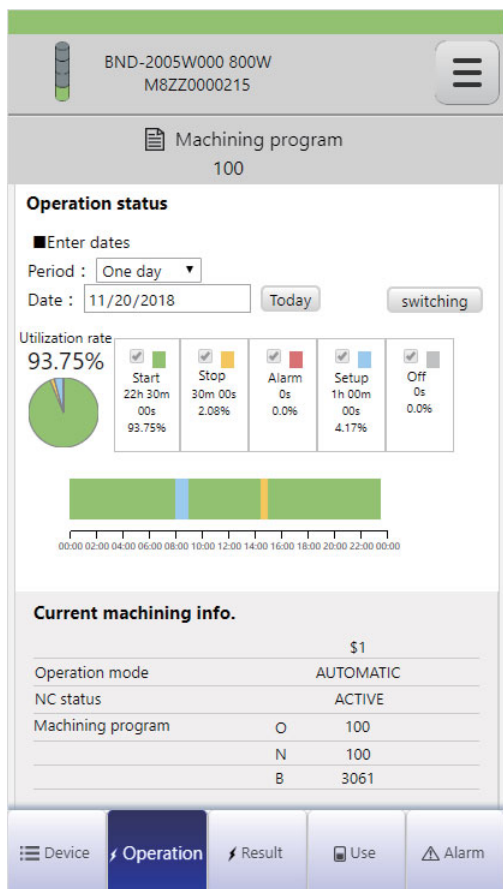 BND-2005W000 800W
M8ZZ0000215
Machining program
100
Operation status
■Enter dates
Period : One day ▼
Date : 11/20/2018 Today switching
Utilization rate
93.75%
Start
22h 30m
00s
93.75%
Stop
30m 00s
2.08%
Alarm
0s
0.0%
Setup
1h 00m
00s
4.17%
Off
0s
0.0%
00:00 02:00 04:00 06:00 08:00 10:00 12:00 14:00 16:00 18:00 20:00 22:00 00:00
Current machining info.
$1
Operation mode AUTOMATIC
NC status ACTIVE
Machining program O 100
N 100
B 3061
Device Operation Result Use Alarm